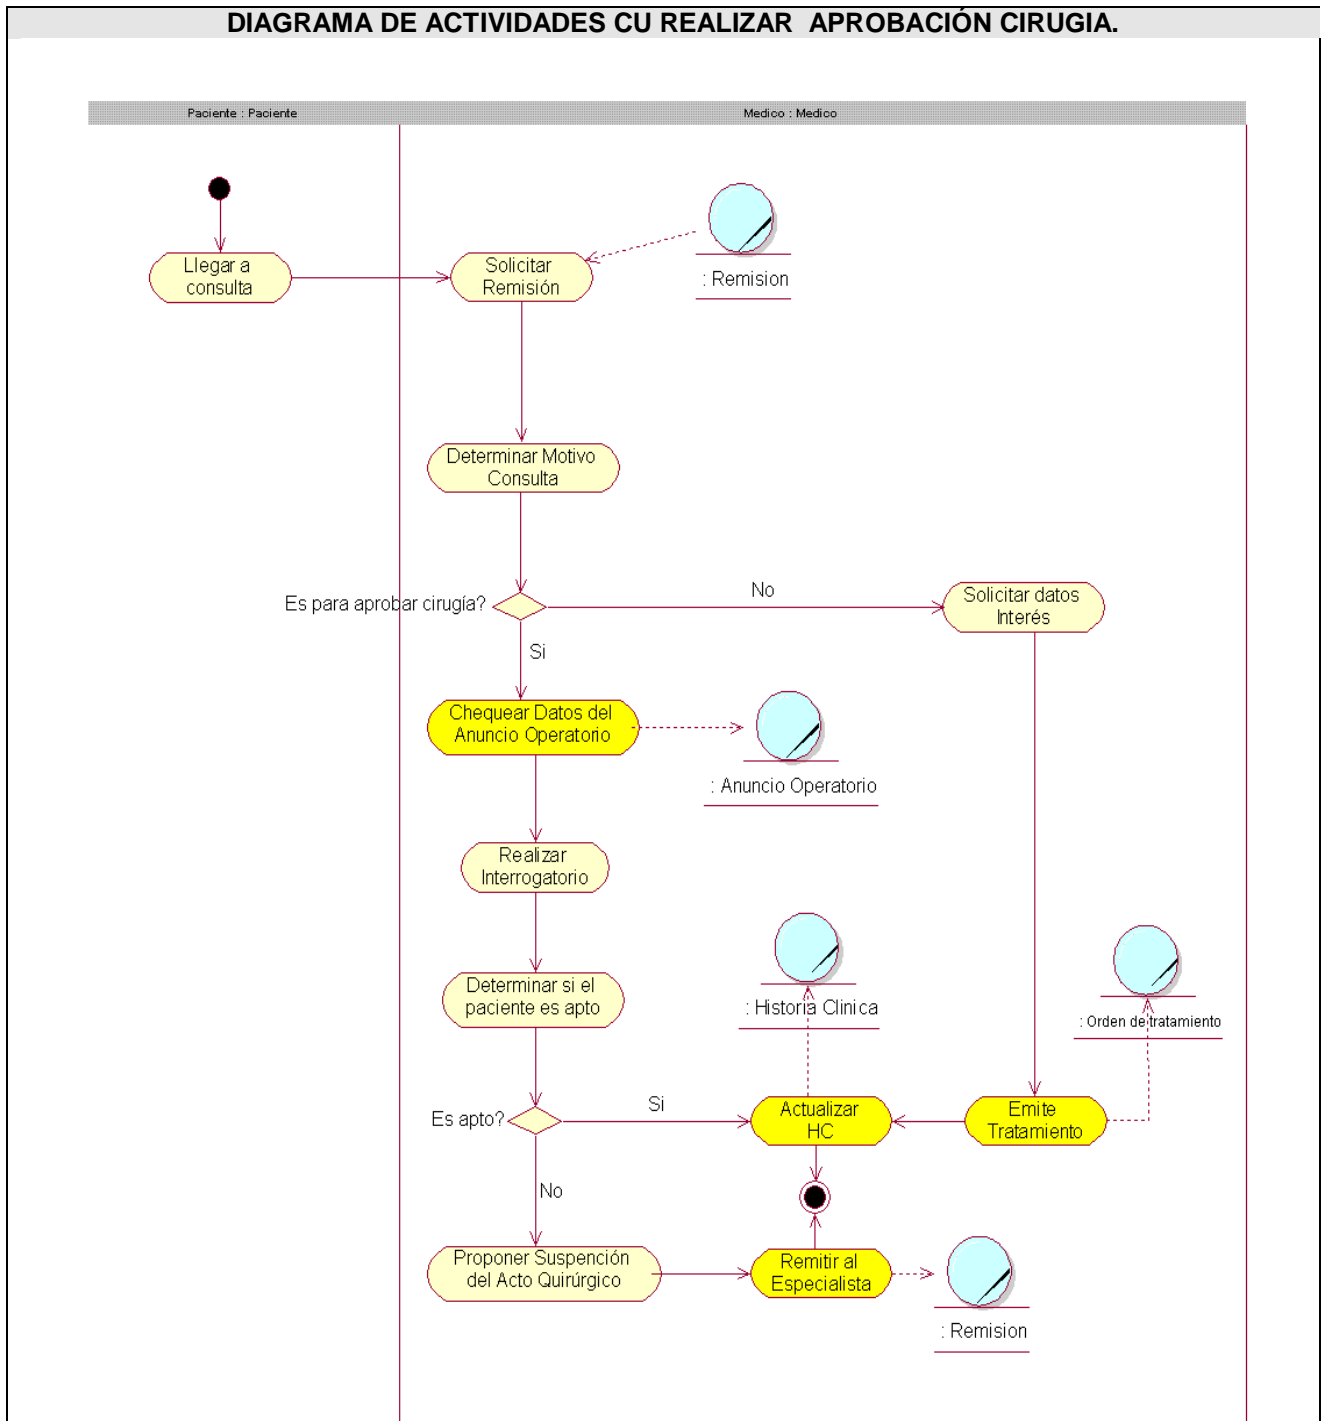 DIAGRAMA DE ACTIVIDADES CU REALIZAR APROBACIÓN CIRUGIA.
Paciente : Paciente
Medico : Medico
Llegar a
consulta
Solicitar
Remisión
: Remision
Determinar Motivo
Consulta
Es para aprobar cirugía?
No
Solicitar datos
Interés
Si
Chequear Datos del
Anuncio Operatorio
: Anuncio Operatorio
Realizar
Interrogatorio
Determinar si el
paciente es apto
: Historia Clinica
: Orden de tratamiento
Es apto?
Si
Actualizar
HC
Emite
Tratamiento
No
Proponer Suspención
del Acto Quirúrgico
Remitir al
Especialista
: Remision